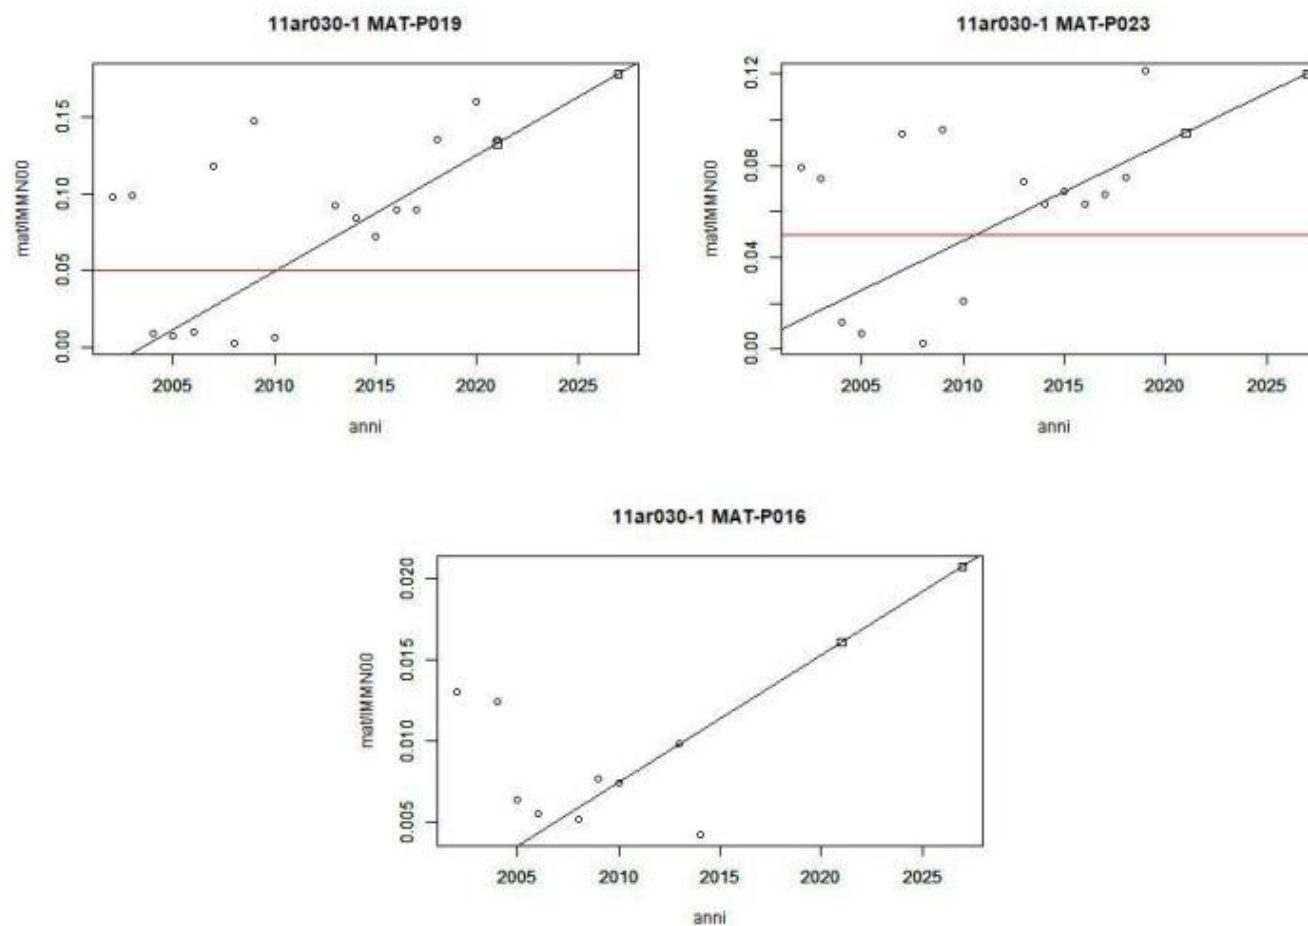 11ar030-1 MAT-P019
mat/IMMN00
0.15
0.10
0.05
0.00
2005 2010 2015 2020 2025
anni
11ar030-1 MAT-P023
mat/IMMN00
0.12
0.08
0.04
0.00
2005 2010 2015 2020 2025
anni
11ar030-1 MAT-P016
mat/IMMN00
0.020
0.015
0.010
0.005
2005 2010 2015 2020 2025
anni